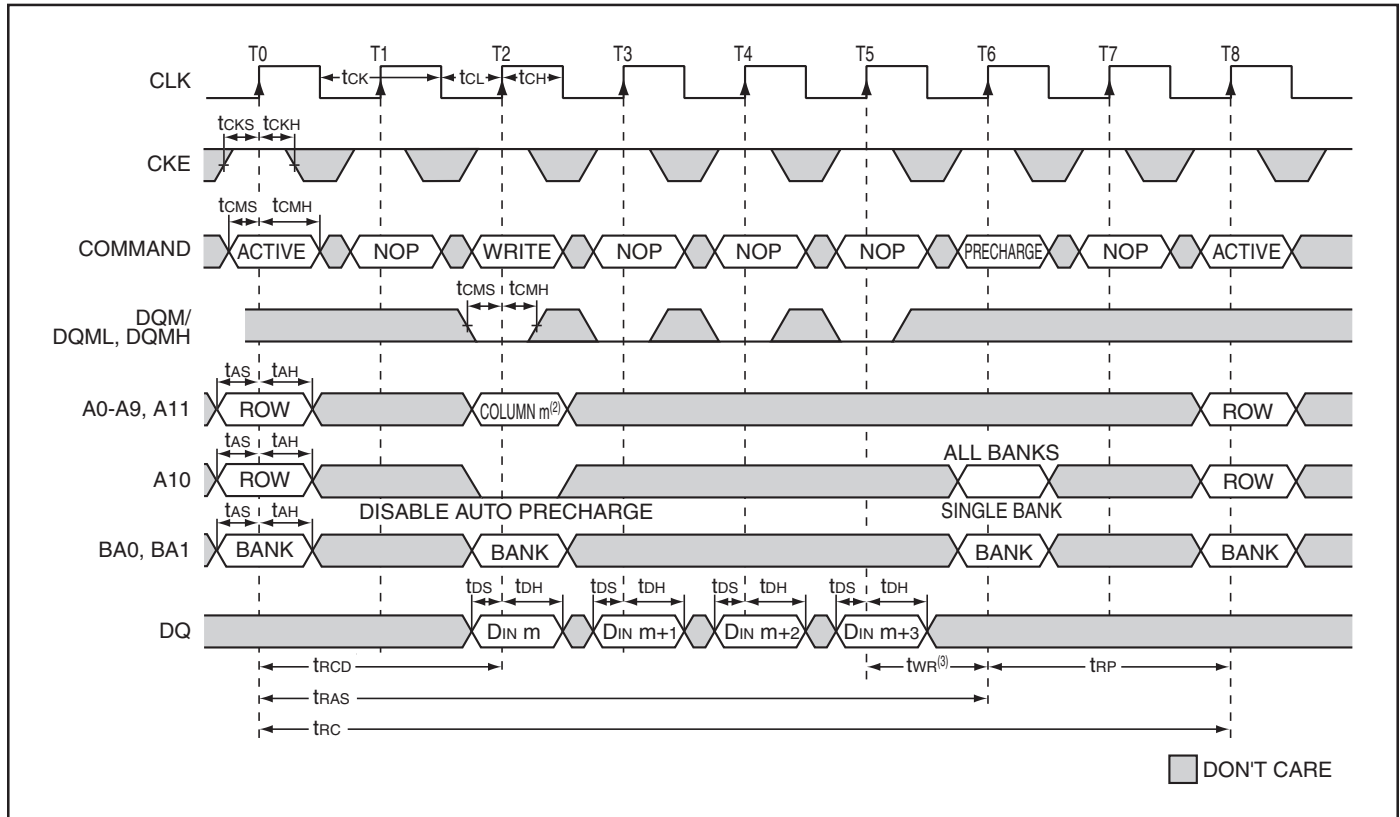 T0 T1 T2 T3 T4 T5 T6 T7 T8
CLK tCK tCL tCH
tCKS tCKH
CKE
tCMS tCMH
COMMAND ACTIVE NOP WRITE NOP NOP NOP PRECHARGE NOP ACTIVE
tCMS tCMH
DQM/
DQML, DQMH
tAS tAH
A0-A9, A11 ROW COLUMN m(2) ROW
tAS tAH ALL BANKS
A10 ROW ROW
DISABLE AUTO PRECHARGE SINGLE BANK
tAS tAH
BA0, BA1 BANK BANK BANK BANK
tDS tDH tDS tDH tDS tDH tDS tDH
DQ DIN m DIN m+1 DIN m+2 DIN m+3
tRCD tWR(3) tRP
tRAS
tRC
DON'T CARE